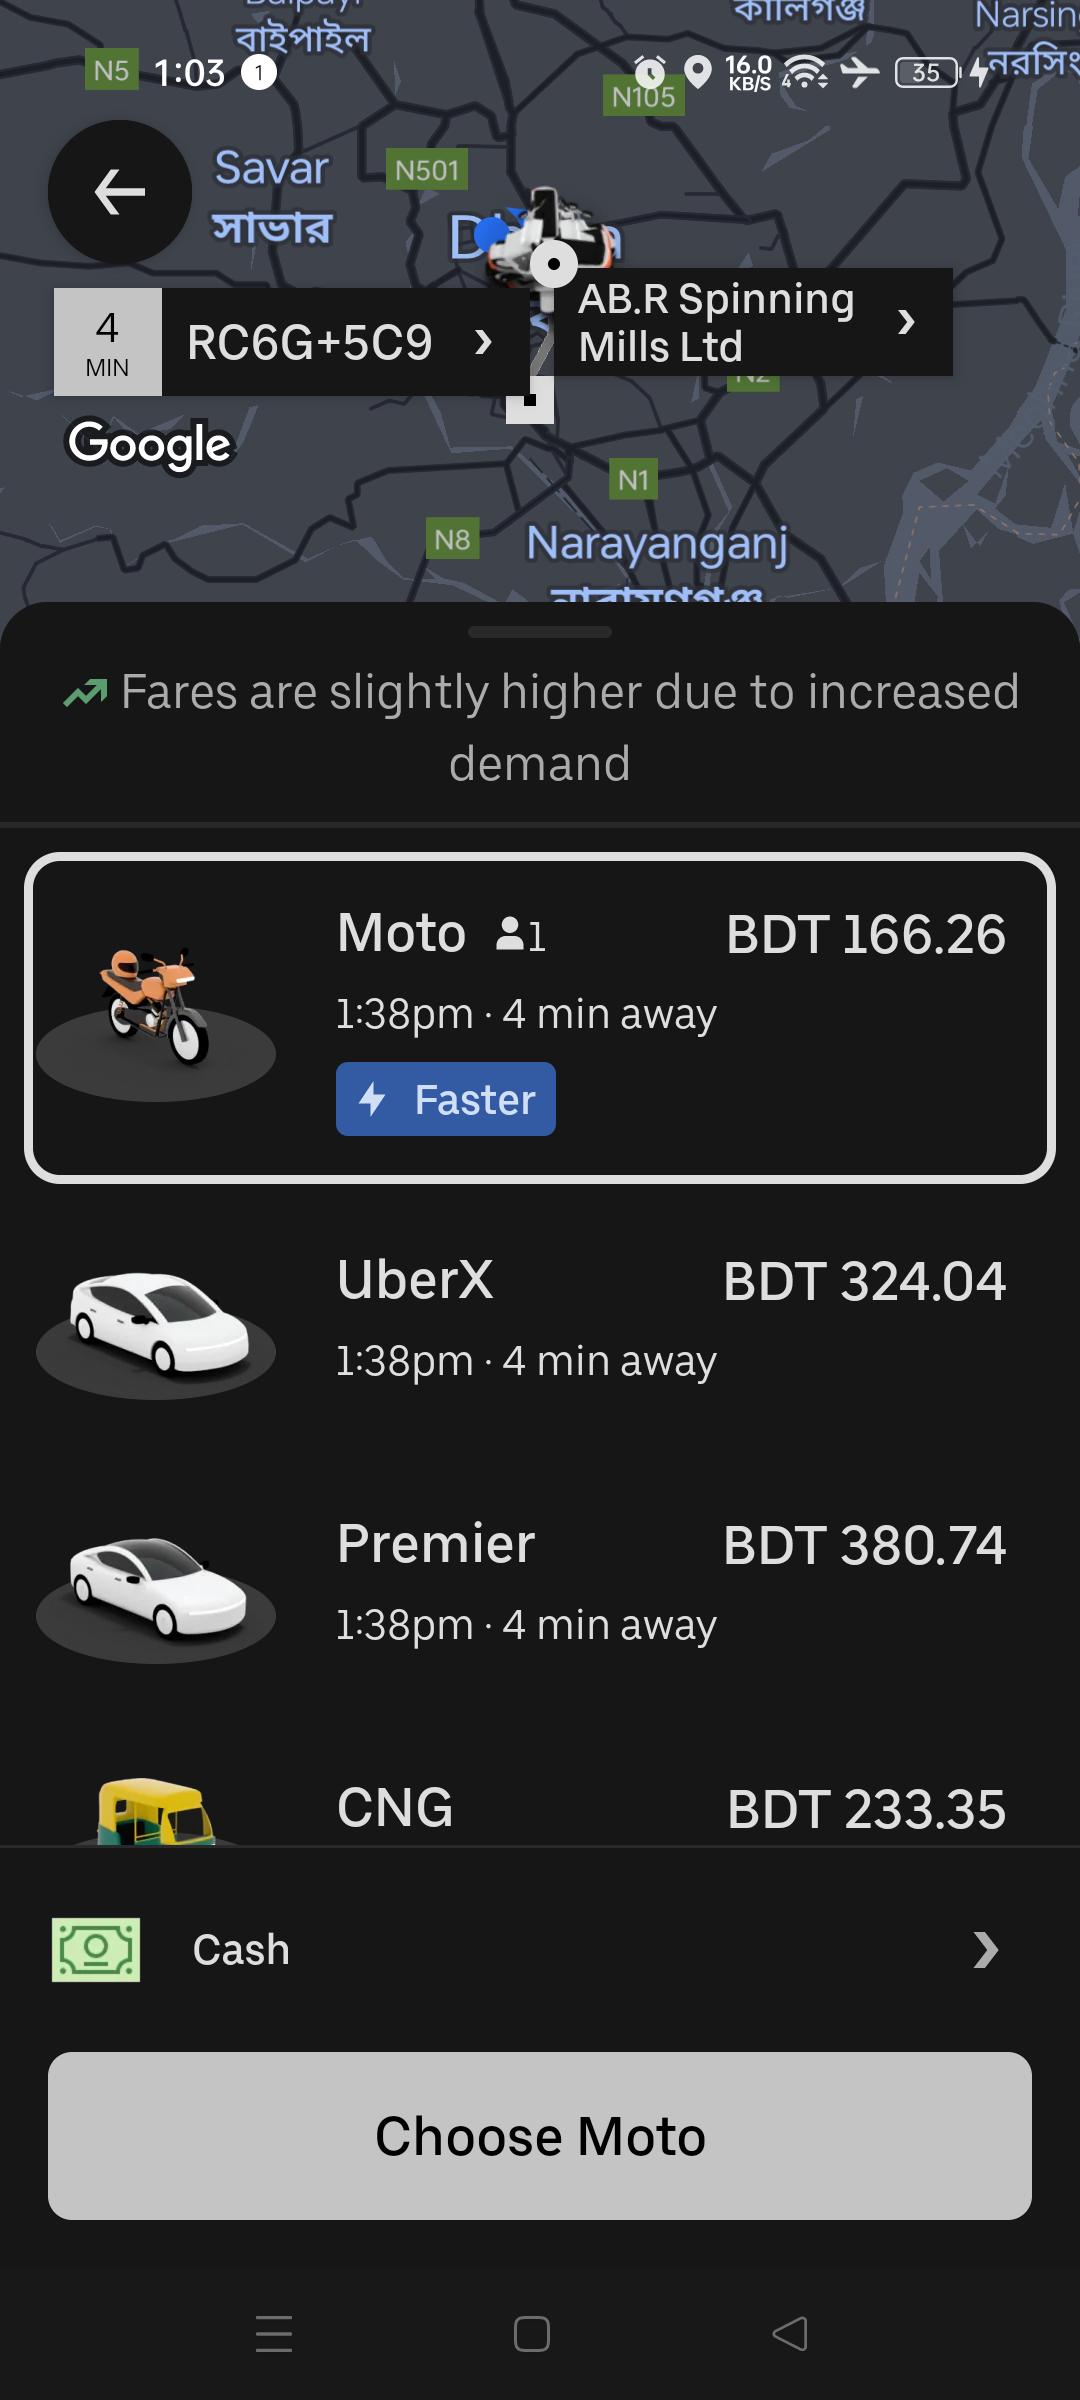 বাইপাইল
কালিগঞ্জ
N5
1:03
1
16.0
KB/S
4
35
N105
Savar
সাভার
N501
4
MIN
RC6G+5C9
AB.R Spinning
Mills Ltd
N2
Google
N1
N8
Narayanganj
Fares are slightly higher due to increased
demand
Moto 1
BDT 166.26
1:38pm · 4 min away
Faster
UberX
BDT 324.04
1:38pm · 4 min away
Premier
BDT 380.74
1:38pm · 4 min away
CNG
BDT 233.35
Cash
Choose Moto